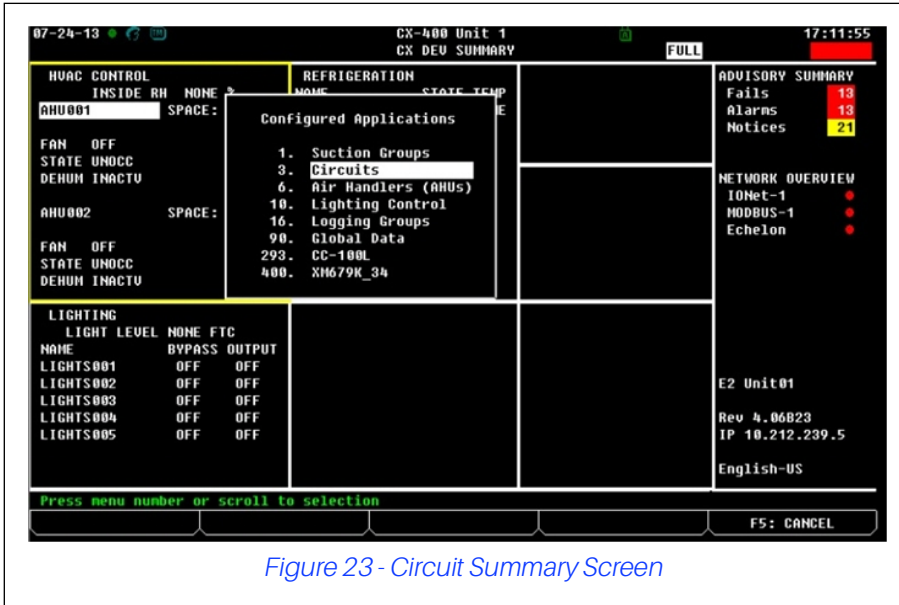 07-24-13 CX-400 Unit 1 17:11:55
CX DEV SUMMARY FULL
HVAC CONTROL
INSIDE RH NONE %
AHU001 SPACE:
FAN OFF
STATE UNOCC
DEHUM INACTV
AHU002 SPACE:
FAN OFF
STATE UNOCC
DEHUM INACTV
REFRIGERATION
NAME STATE TEMP
Configured Applications
1. Suction Groups
3. Circuits
6. Air Handlers (AHUs)
10. Lighting Control
16. Logging Groups
90. Global Data
293. CC-100L
400. XM679K_34
ADVISORY SUMMARY
Fails 13
Alarms 13
Notices 21
NETWORK OVERVIEW
IONet-1
MODBUS-1
Echelon
LIGHTING
LIGHT LEVEL NONE FTC
NAME BYPASS OUTPUT
LIGHTS001 OFF OFF
LIGHTS002 OFF OFF
LIGHTS003 OFF OFF
LIGHTS004 OFF OFF
LIGHTS005 OFF OFF
E2 Unit01
Rev 4.06B23
IP 10.212.239.5
English-US
Press menu number or scroll to selection
F5: CANCEL
Figure 23 - Circuit Summary Screen